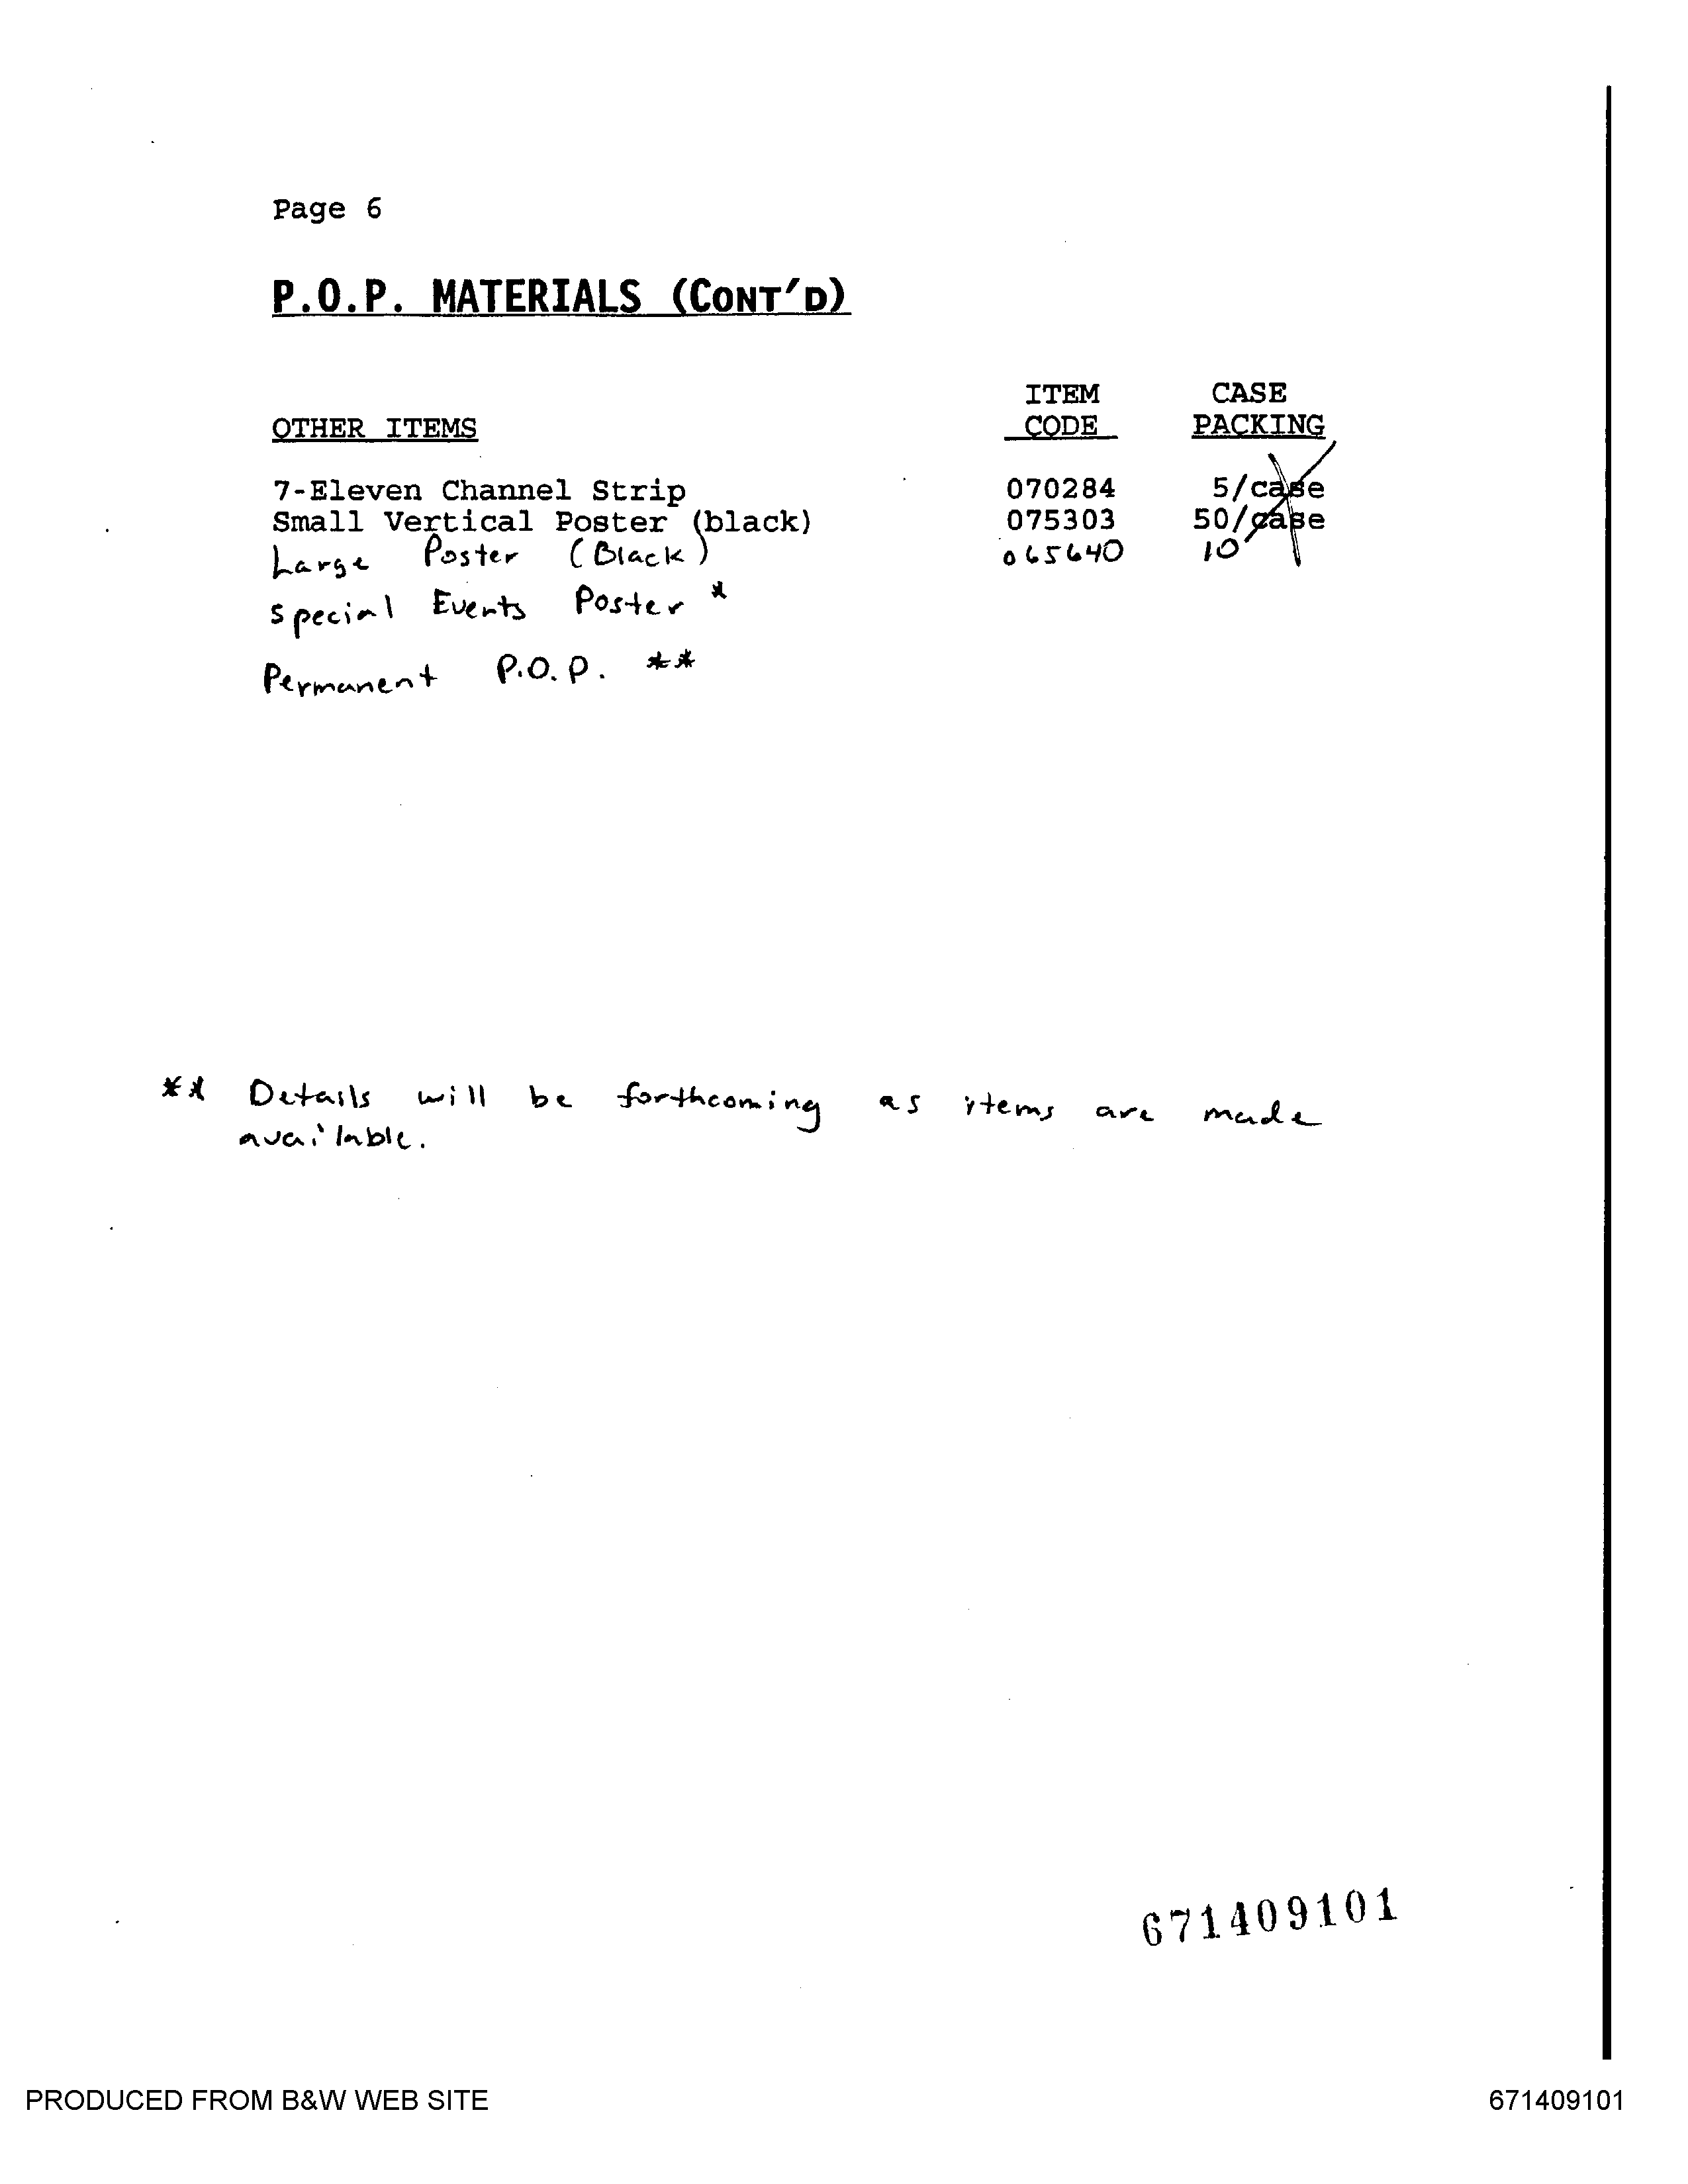 Page 6
P.O.P. MATERIALS (CONT'D)
ITEM CASE
OTHER ITEMS CODE PACKING
7-Eleven Channel Strip 070284 5/case
Small Vertical Poster (black) 075303 50/case
Large Poster (Black) 065640 10
Special Events Poster *
Permanent P.O.P. **
** Details will be forthcoming as items are made
available.
671409101
PRODUCED FROM B&W WEB SITE 671409101